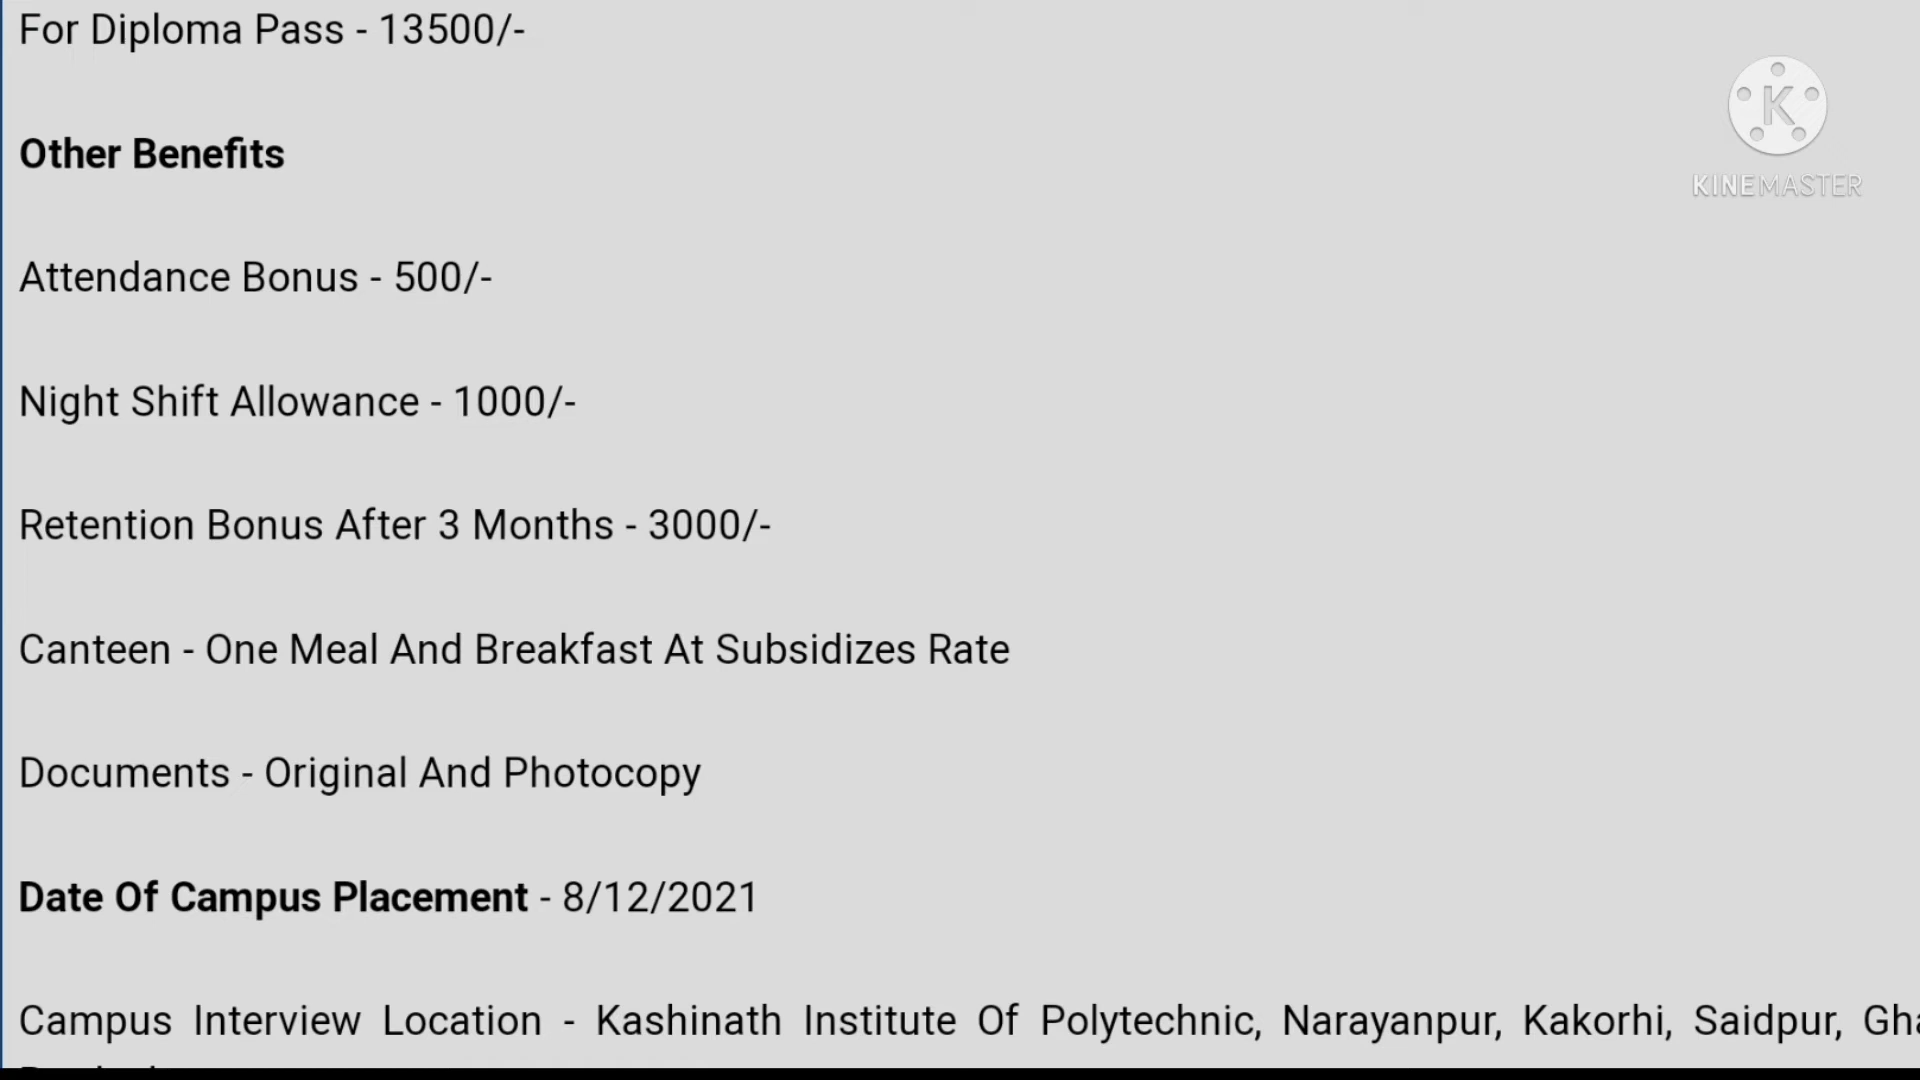 For Diploma Pass - 13500/-
KINEMASTER
Other Benefits
Attendance Bonus - 500/-
Night Shift Allowance - 1000/-
Retention Bonus After 3 Months - 3000/-
Canteen - One Meal And Breakfast At Subsidizes Rate
Documents - Original And Photocopy
Date Of Campus Placement - 8/12/2021
Campus Interview Location - Kashinath Institute Of Polytechnic, Narayanpur, Kakorhi, Saidpur,